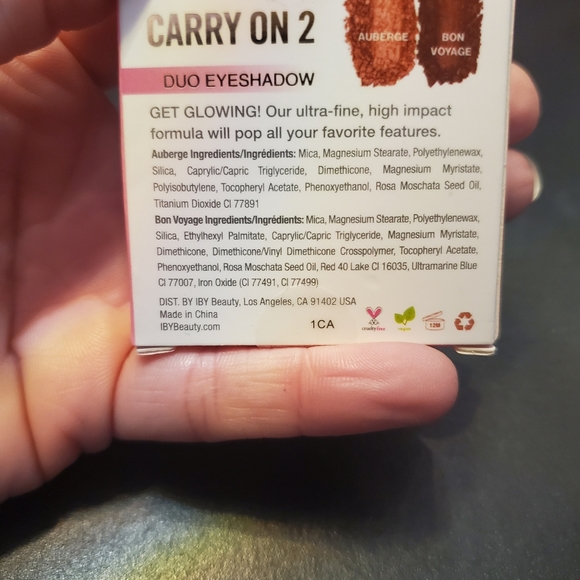 CARRY ON 2
AUBERGE
BON
VOYAGE
DUO EYESHADOW
GET GLOWING! Our ultra-fine, high impact
formula will pop all your favorite features.
Auberge Ingredients/Ingrédients: Mica, Magnesium Stearate, Polyethylenewax,
Silica, Caprylic/Capric Triglyceride, Dimethicone, Magnesium Myristate,
Polyisobutylene, Tocopheryl Acetate, Phenoxyethanol, Rosa Moschata Seed Oil,
Titanium Dioxide CI 77891
Bon Voyage Ingredients/Ingrédients: Mica, Magnesium Stearate, Polyethylenewax,
Silica, Ethylhexyl Palmitate, Caprylic/Capric Triglyceride, Magnesium Myristate,
Dimethicone, Dimethicone/Vinyl Dimethicone Crosspolymer, Tocopheryl Acetate,
Phenoxyethanol, Rosa Moschata Seed Oil, Red 40 Lake CI 16035, Ultramarine Blue
CI 77007, Iron Oxide (CI 77491, CI 77499)
DIST. BY IBY Beauty, Los Angeles, CA 91402 USA
Made in China
IBYBeauty.com
1CA
crueltyfree
vegan
12M